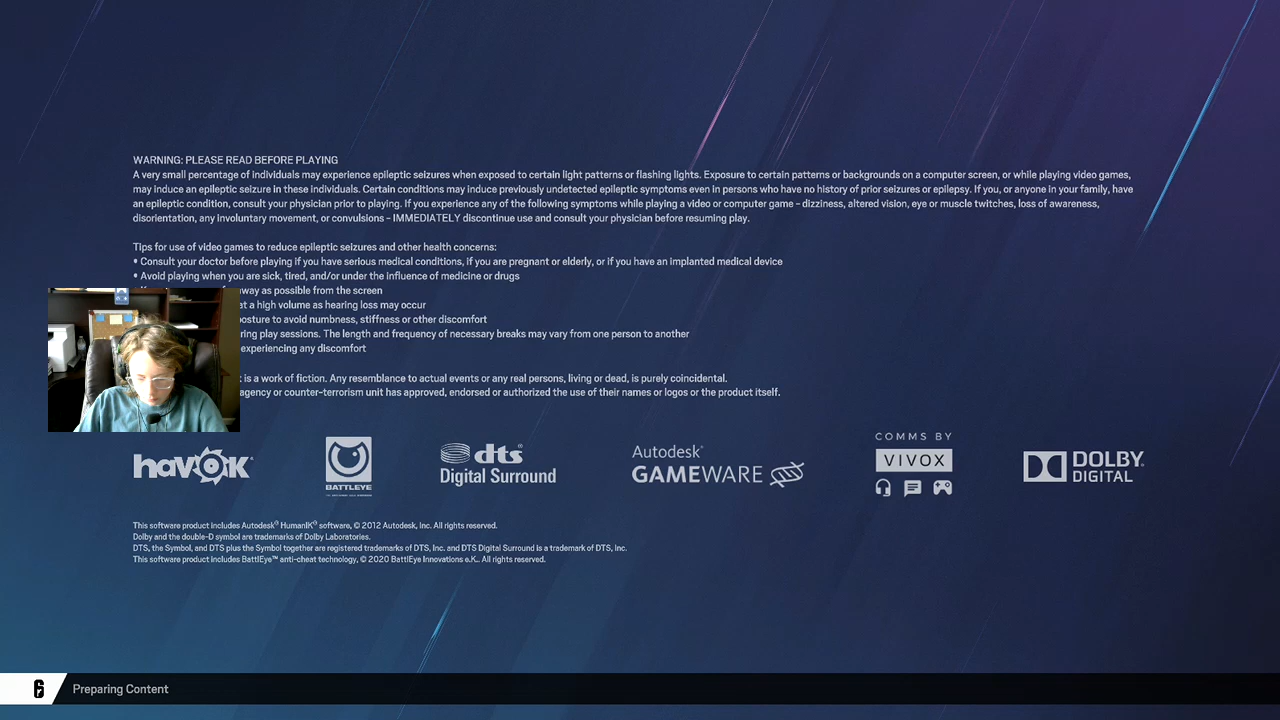 WARNING: PLEASE READ BEFORE PLAYING
A very small percentage of individuals may experience epileptic seizures when exposed to certain light patterns or flashing lights. Exposure to certain patterns or backgrounds on a computer screen, or while playing video games,
may induce an epileptic seizure in these individuals. Certain conditions may induce previously undetected epileptic symptoms even in persons who have no history of prior seizures or epilepsy. If you, or anyone in your family, have
an epileptic condition, consult your physician prior to playing. If you experience any of the following symptoms while playing a video or computer game - dizziness, altered vision, eye or muscle twitches, loss of awareness,
disorientation, any involuntary movement, or convulsions - IMMEDIATELY discontinue use and consult your physician before resuming play.
Tips for use of video games to reduce epileptic seizures and other health concerns:
• Consult your doctor before playing if you have serious medical conditions, if you are pregnant or elderly, or if you have an implanted medical device
• Avoid playing when you are sick, tired, and/or under the influence of medicine or drugs
away as possible from the screen
at a high volume as hearing loss may occur
posture to avoid numbness, stiffness or other discomfort
play sessions. The length and frequency of necessary breaks may vary from one person to another
experiencing any discomfort
is a work of fiction. Any resemblance to actual events or any real persons, living or dead, is purely coincidental.
agency or counter-terrorism unit has approved, endorsed or authorized the use of their names or logos or the product itself.
havok
BATTLEYE
dts
Digital Surround
Autodesk®
GAMEWARE
COMMS BY
VIVOX
DOLBY
DIGITAL
This software product includes Autodesk® HumanIK® software, © 2012 Autodesk, Inc. All rights reserved.
Dolby and the double-D symbol are trademarks of Dolby Laboratories.
DTS, the Symbol, and DTS plus the Symbol together are registered trademarks of DTS, Inc. and DTS Digital Surround is a trademark of DTS, Inc.
This software product includes BattlEye™ anti-cheat technology, © 2020 BattlEye Innovations e.K.. All rights reserved.
6 Preparing Content